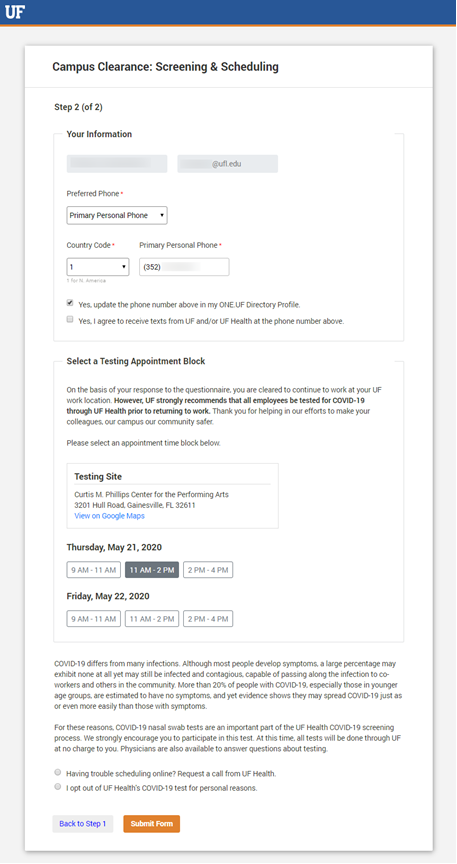 UF
Campus Clearance: Screening & Scheduling
Step 2 (of 2)
Your Information
@ufl.edu
Preferred Phone *
Primary Personal Phone
Country Code * Primary Personal Phone *
1 (352)
1 for N. America
Yes, update the phone number above in my ONE.UF Directory Profile.
Yes, I agree to receive texts from UF and/or UF Health at the phone number above.
Select a Testing Appointment Block
On the basis of your response to the questionnaire, you are cleared to continue to work at your UF
work location. However, UF strongly recommends that all employees be tested for COVID-19
through UF Health prior to returning to work. Thank you for helping in our efforts to make your
colleagues, our campus our community safer.
Please select an appointment time block below.
Testing Site
Curtis M. Phillips Center for the Performing Arts
3201 Hull Road, Gainesville, FL 32611
View on Google Maps
Thursday, May 21, 2020
9 AM - 11 AM 11 AM - 2 PM 2 PM - 4 PM
Friday, May 22, 2020
9 AM - 11 AM 11 AM - 2 PM 2 PM - 4 PM
COVID-19 differs from many infections. Although most people develop symptoms, a large percentage may
exhibit none at all yet may still be infected and contagious, capable of passing along the infection to co-
workers and others in the community. More than 20% of people with COVID-19, especially those in younger
age groups, are estimated to have no symptoms, and yet evidence shows they may spread COVID-19 just as
or even more easily than those with symptoms.
For these reasons, COVID-19 nasal swab tests are an important part of the UF Health COVID-19 screening
process. We strongly encourage you to participate in this test. At this time, all tests will be done through UF
at no charge to you. Physicians are also available to answer questions about testing.
Having trouble scheduling online? Request a call from UF Health.
I opt out of UF Health's COVID-19 test for personal reasons.
Back to Step 1 Submit Form